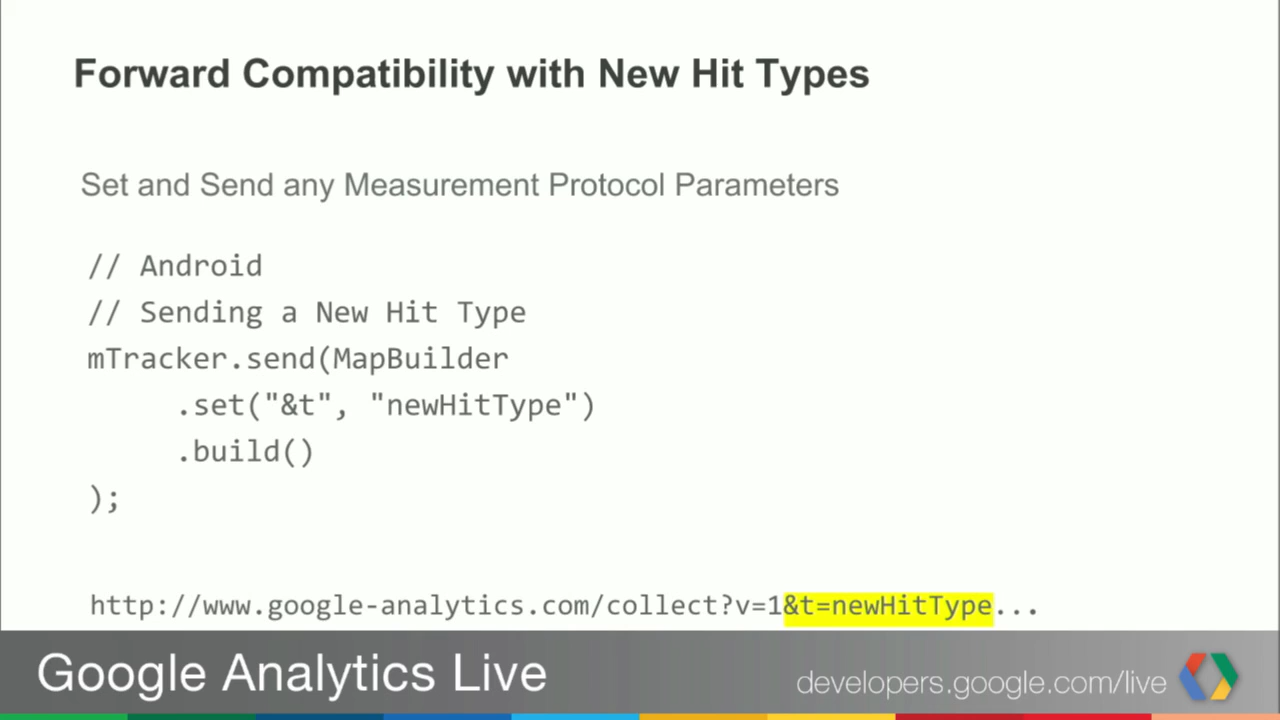 Forward Compatibility with New Hit Types
Set and Send any Measurement Protocol Parameters
// Android
// Sending a New Hit Type
mTracker.send(MapBuilder
.set("&t", "newHitType")
.build()
);
http://www.google-analytics.com/collect?v=1&t=newHitType...
Google Analytics Live
developers.google.com/live